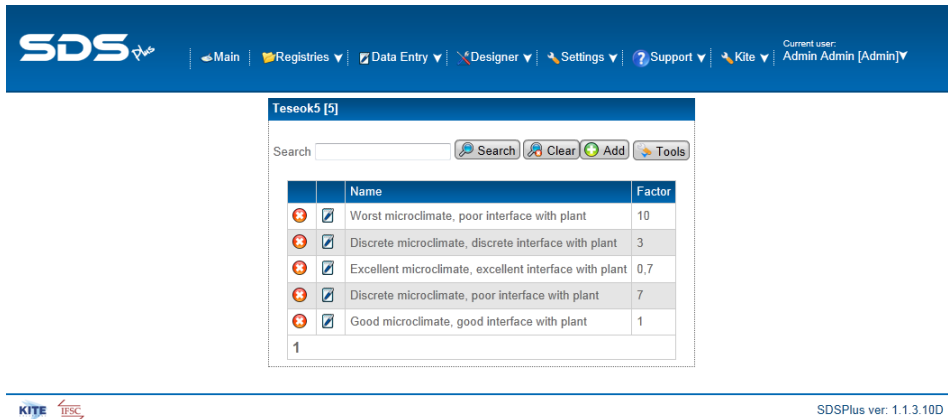 SDS plus
Main Registries Data Entry Designer Settings Support Kite
Current user:
Admin Admin [Admin]
Teseok5 [5]
Search Search Clear Add Tools
Name Factor
Worst microclimate, poor interface with plant 10
Discrete microclimate, discrete interface with plant 3
Excellent microclimate, excellent interface with plant 0,7
Discrete microclimate, poor interface with plant 7
Good microclimate, good interface with plant 1
1
KITE IFSC SDSPlus ver: 1.1.3.10D